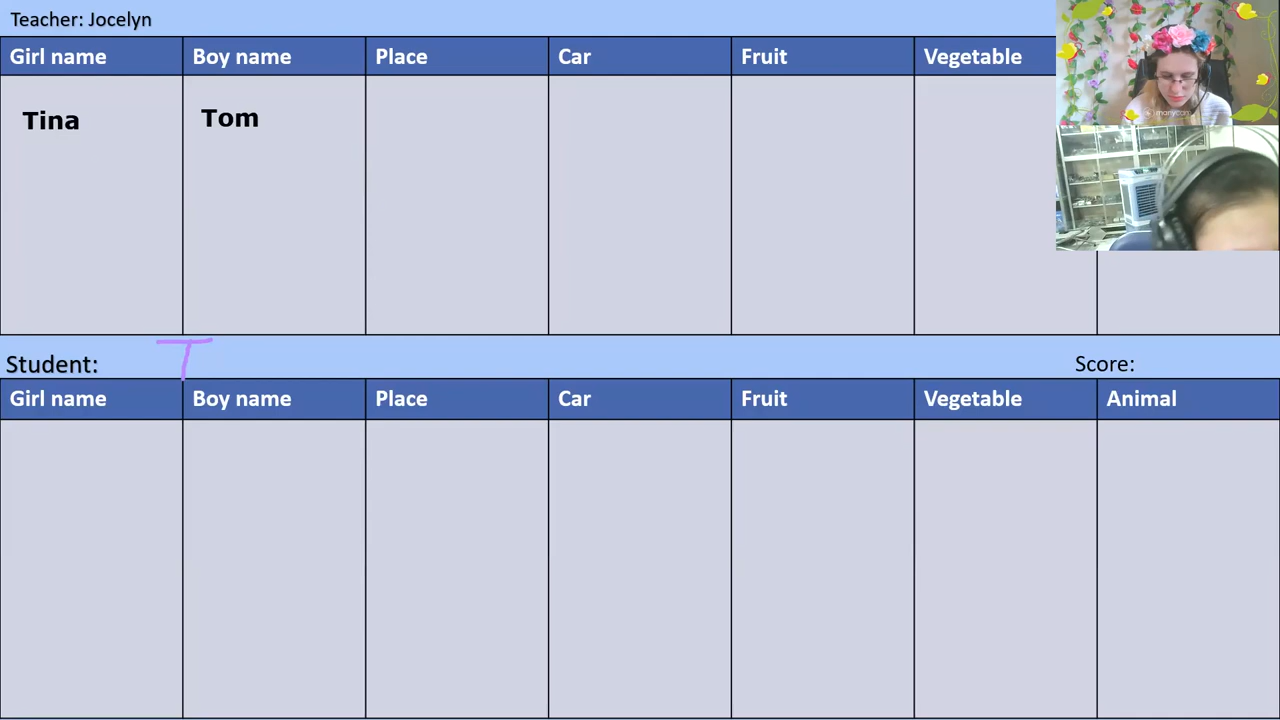 Teacher: Jocelyn
Girl name Boy name Place Car Fruit Vegetable
Tina Tom
manycam
Student: T Score:
Girl name Boy name Place Car Fruit Vegetable Animal